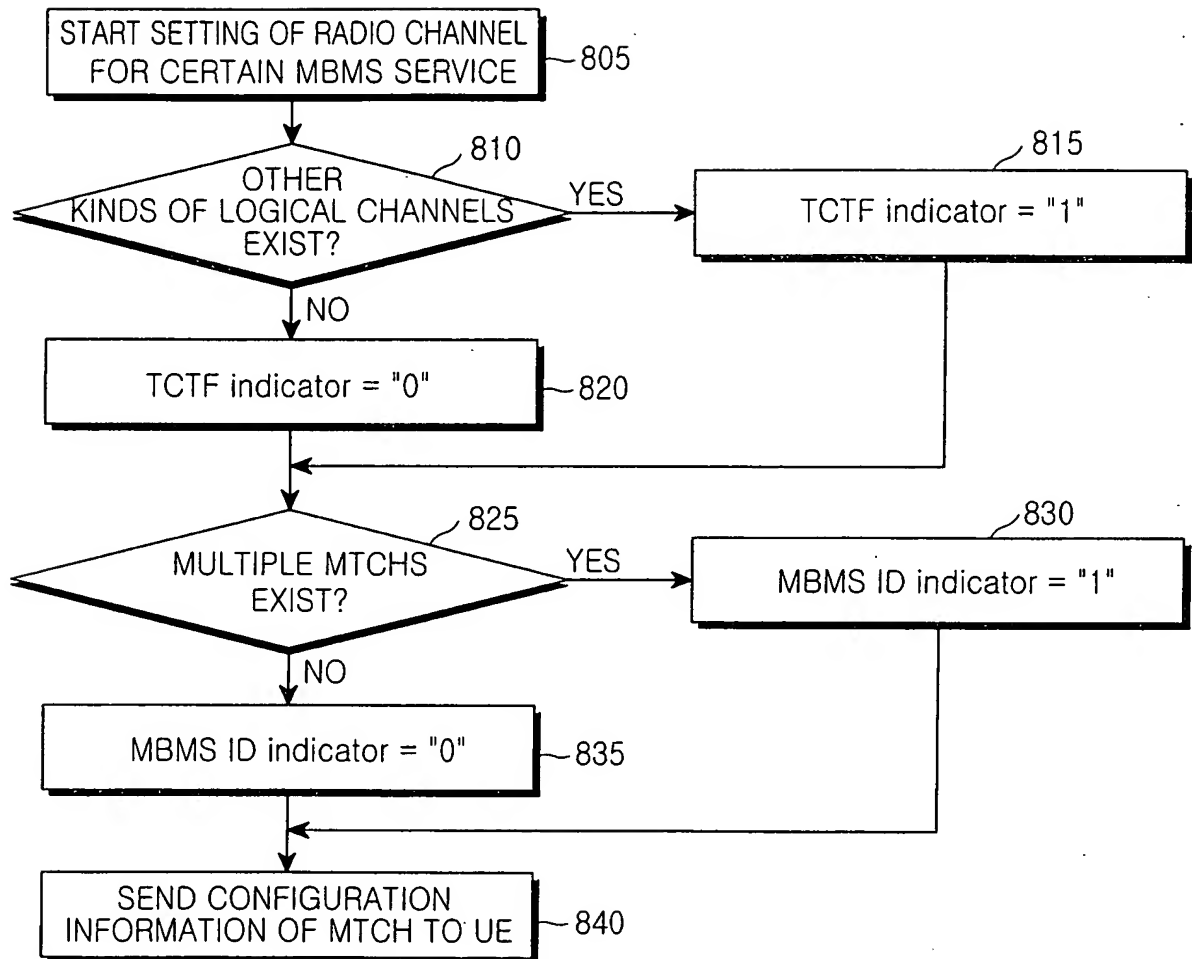 START SETTING OF RADIO CHANNEL
FOR CERTAIN MBMS SERVICE
805
810
OTHER
KINDS OF LOGICAL CHANNELS
EXIST?
YES
815
TCTF indicator = "1"
NO
TCTF indicator = "0"
820
825
MULTIPLE MTCHS
EXIST?
YES
830
MBMS ID indicator = "1"
NO
MBMS ID indicator = "0"
835
SEND CONFIGURATION
INFORMATION OF MTCH TO UE
840